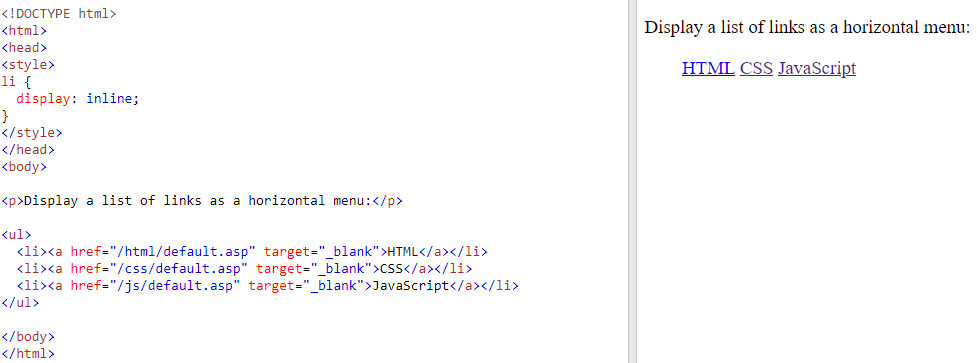 <!DOCTYPE html>
<html>
<head>
<style>
li {
  display: inline;
}
</style>
</head>
<body>

<p>Display a list of links as a horizontal menu:</p>

<ul>
  <li><a href="/html/default.asp" target="_blank">HTML</a></li>
  <li><a href="/css/default.asp" target="_blank">CSS</a></li>
  <li><a href="/js/default.asp" target="_blank">JavaScript</a></li>
</ul>

</body>
</html>
Display a list of links as a horizontal menu:
HTML CSS JavaScript